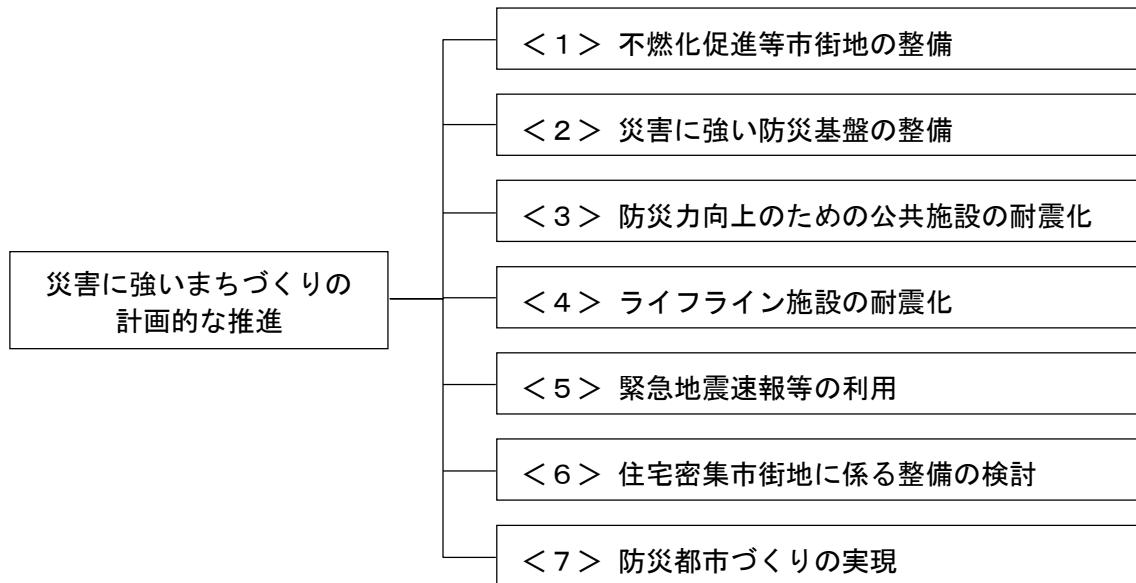 災害に強いまちづくりの
計画的な推進
＜１＞ 不燃化促進等市街地の整備
＜２＞ 災害に強い防災基盤の整備
＜３＞ 防災力向上のための公共施設の耐震化
＜４＞ ライフライン施設の耐震化
＜５＞ 緊急地震速報等の利用
＜６＞ 住宅密集市街地に係る整備の検討
＜７＞ 防災都市づくりの実現